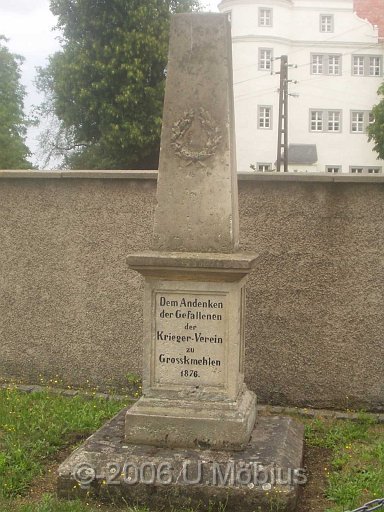 Dem Andenken
der Gefallenen
der
Krieger-Verein
zu
Grosskmehlen
1876.
© 2006 U Möbius